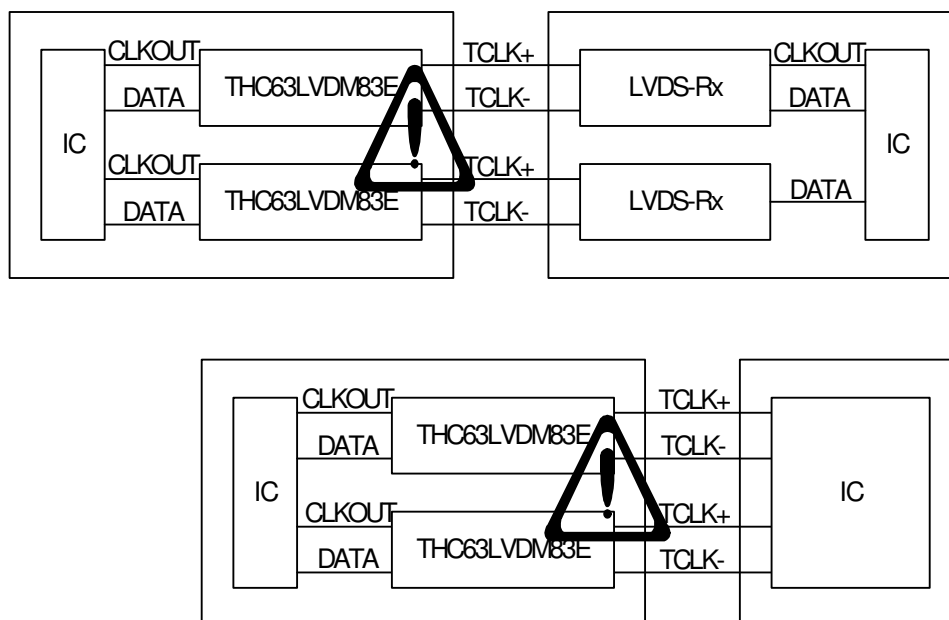 CLKOUT THC63LVDM83E TCLK+ LVDS-Rx CLKOUT
DATA TCLK- DATA
IC IC
CLKOUT THC63LVDM83E TCLK+ LVDS-Rx DATA
DATA TCLK-
CLKOUT THC63LVDM83E TCLK+
DATA TCLK-
IC IC
CLKOUT THC63LVDM83E TCLK+
DATA TCLK-